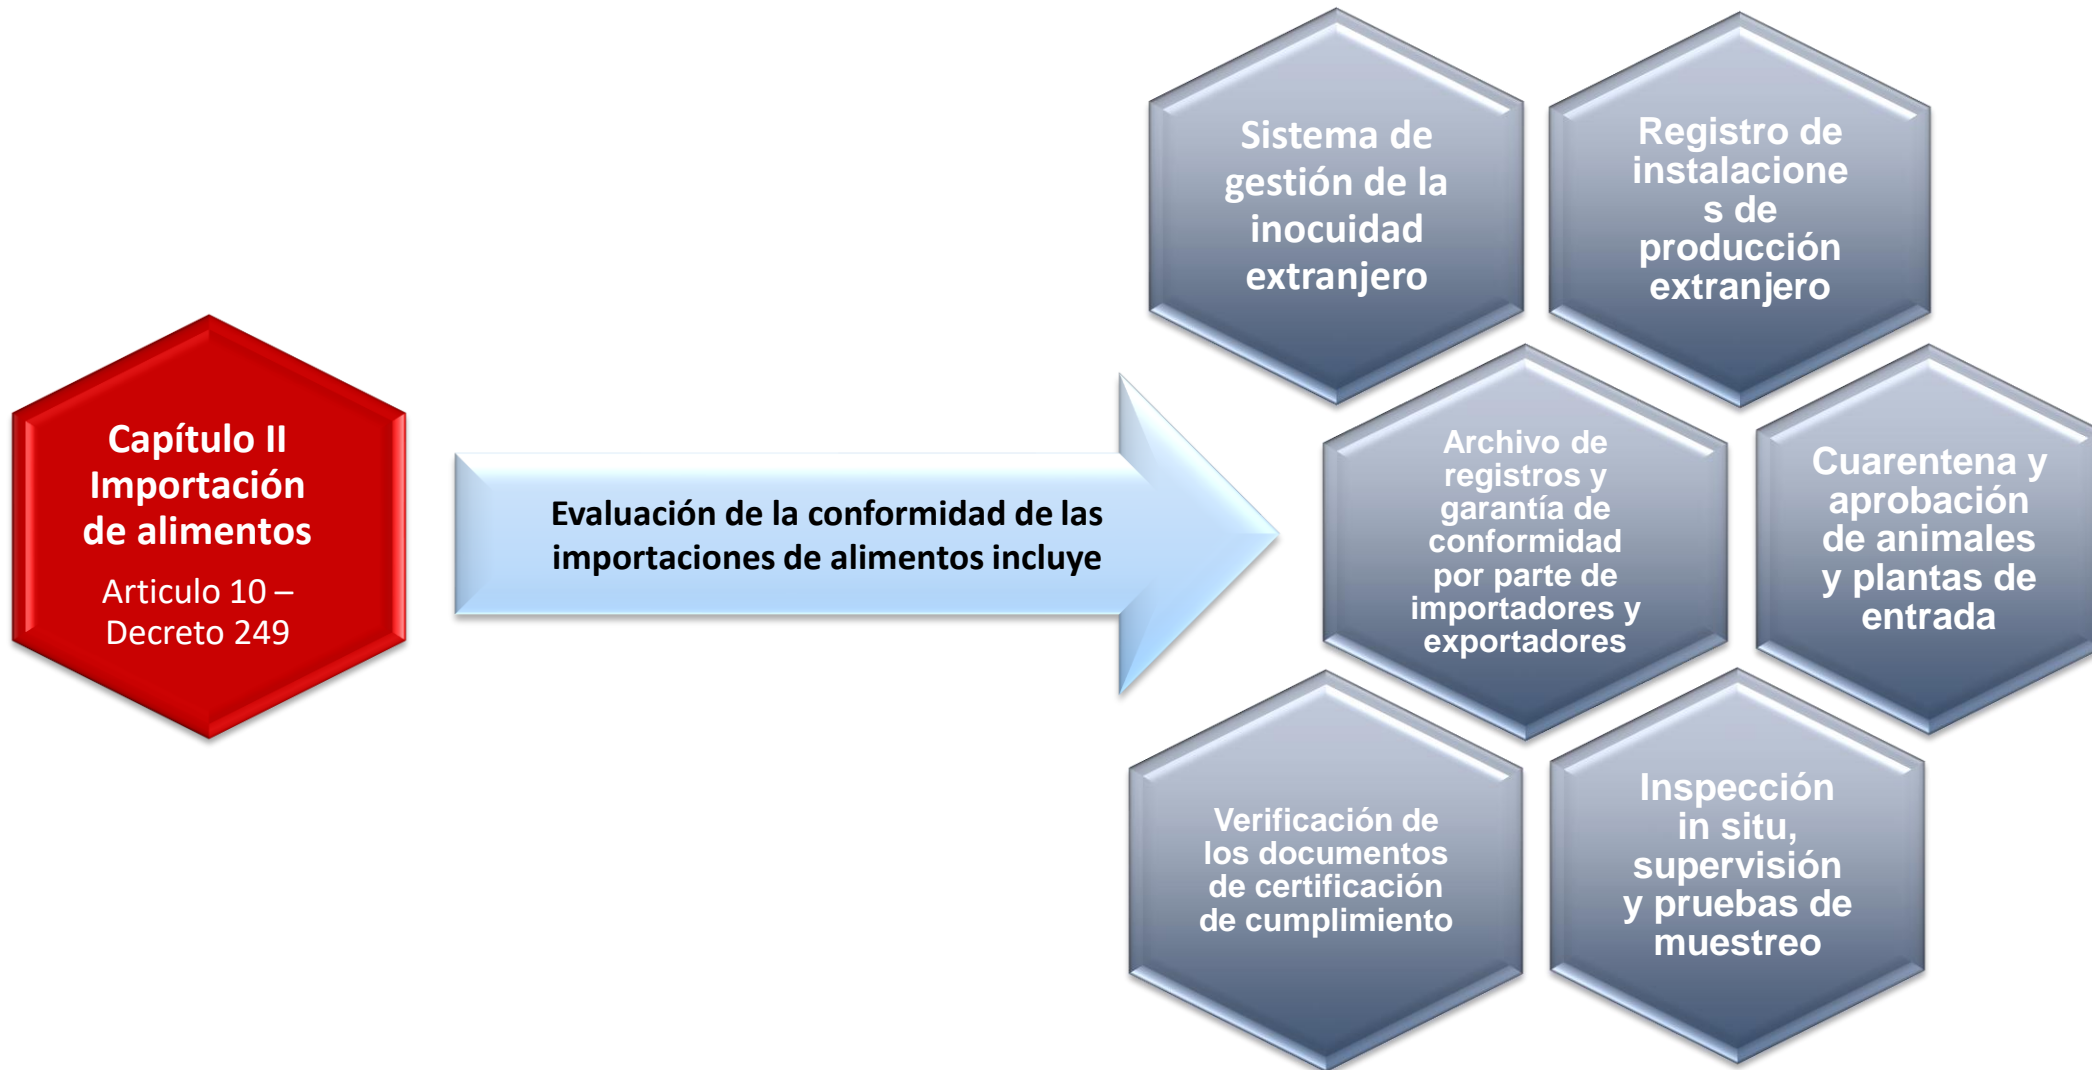 Capítulo II
Importación
de alimentos
Articulo 10 –
Decreto 249
Evaluación de la conformidad de las
importaciones de alimentos incluye
Sistema de
gestión de la
inocuidad
extranjero
Registro de
instalacione
s de
producción
extranjero
Archivo de
registros y
garantía de
conformidad
por parte de
importadores y
exportadores
Cuarentena y
aprobación
de animales
y plantas de
entrada
Verificación de
los documentos
de certificación
de cumplimiento
Inspección
in situ,
supervisión
y pruebas de
muestreo